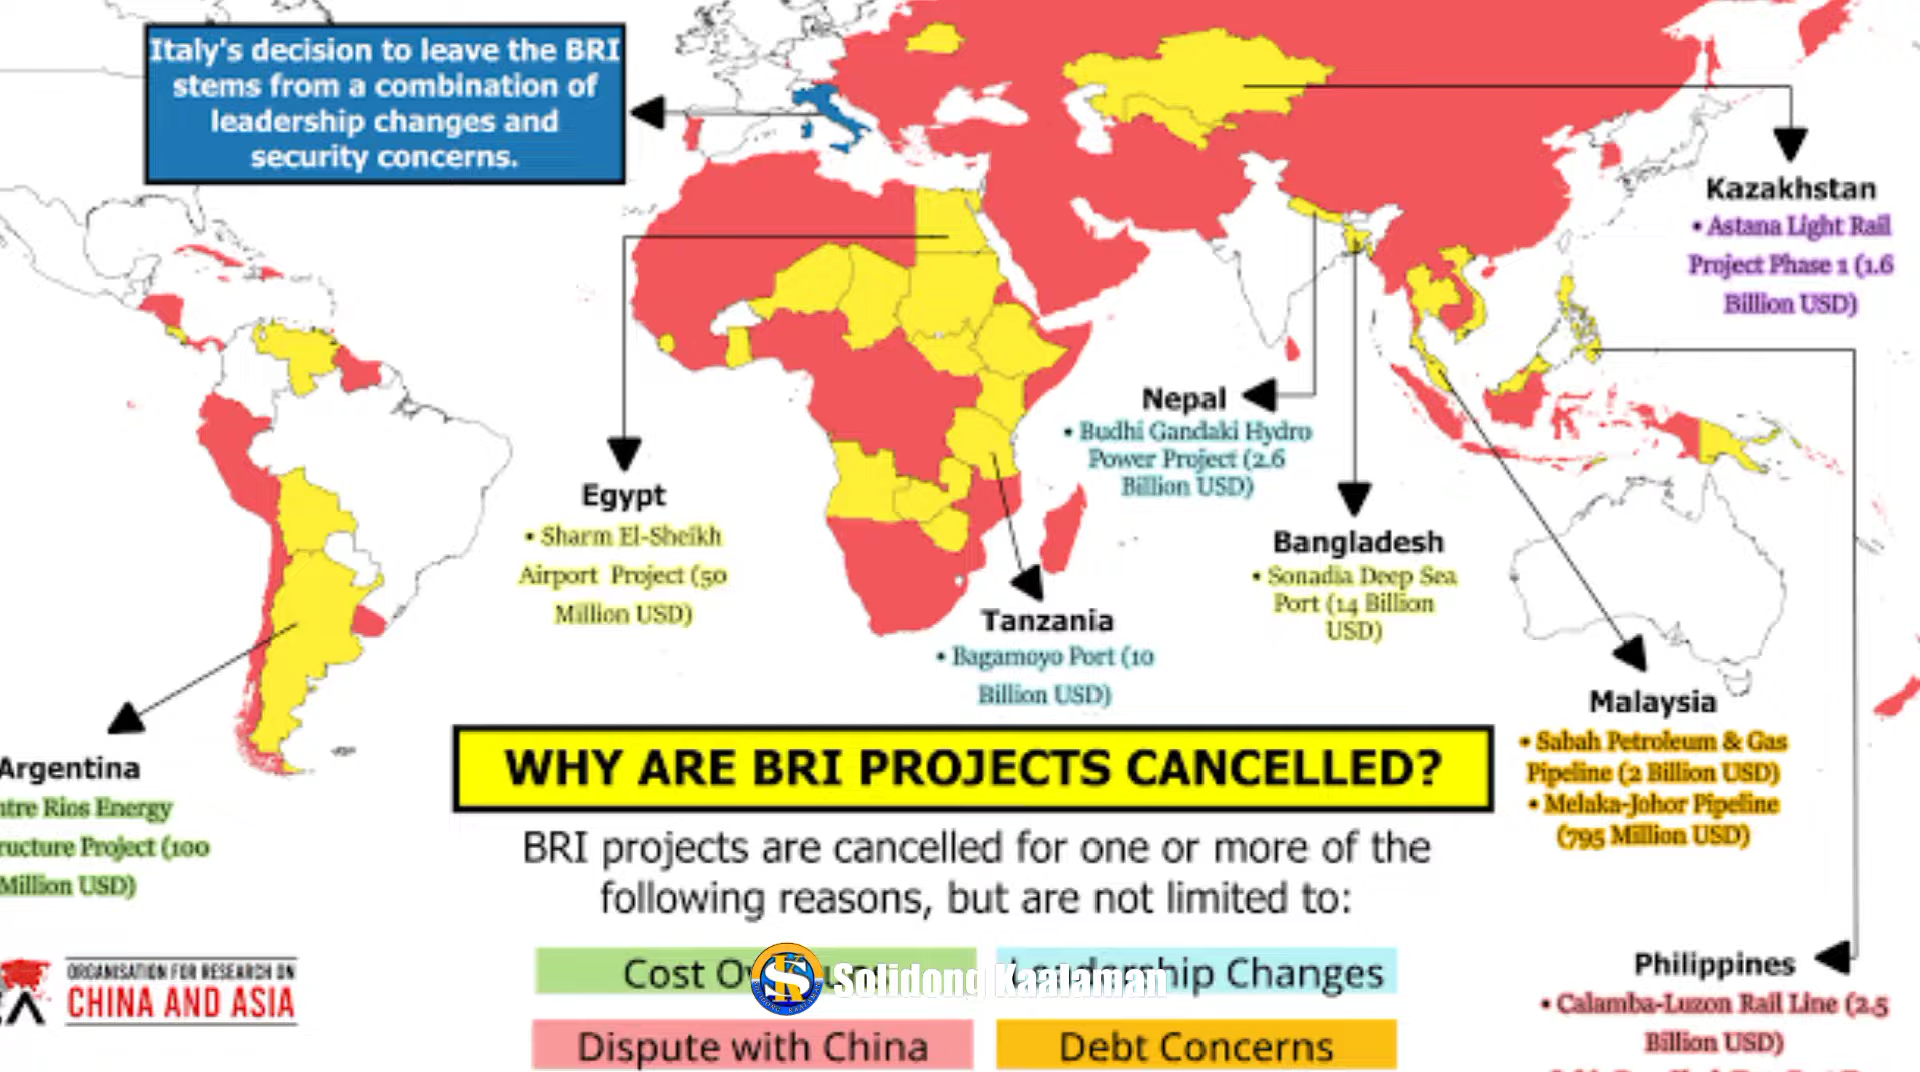 Italy's decision to leave the BRI
stems from a combination of
leadership changes and
security concerns.
Kazakhstan
• Astana Light Rail
Project Phase 1 (1.6
Billion USD)
Nepal
• Budhi Gandaki Hydro
Power Project (2.6
Billion USD)
Egypt
• Sharm El-Sheikh
Airport Project (50
Million USD)
Bangladesh
• Sonadia Deep Sea
Port (14 Billion
USD)
Tanzania
• Bagamoyo Port (10
Billion USD)
Malaysia
• Sabah Petroleum & Gas
Pipeline (2 Billion USD)
• Melaka-Johor Pipeline
(795 Million USD)
Argentina
Rios Energy
Project (100
Million USD)
WHY ARE BRI PROJECTS CANCELLED?
BRI projects are cancelled for one or more of the
following reasons, but are not limited to:
Cost
Changes
Solidong Kaalaman
Dispute with China
Debt Concerns
ORGANISATION FOR RESEARCH ON
CHINA AND ASIA
Philippines
• Calamba-Luzon Rail Line (2.5
Billion USD)